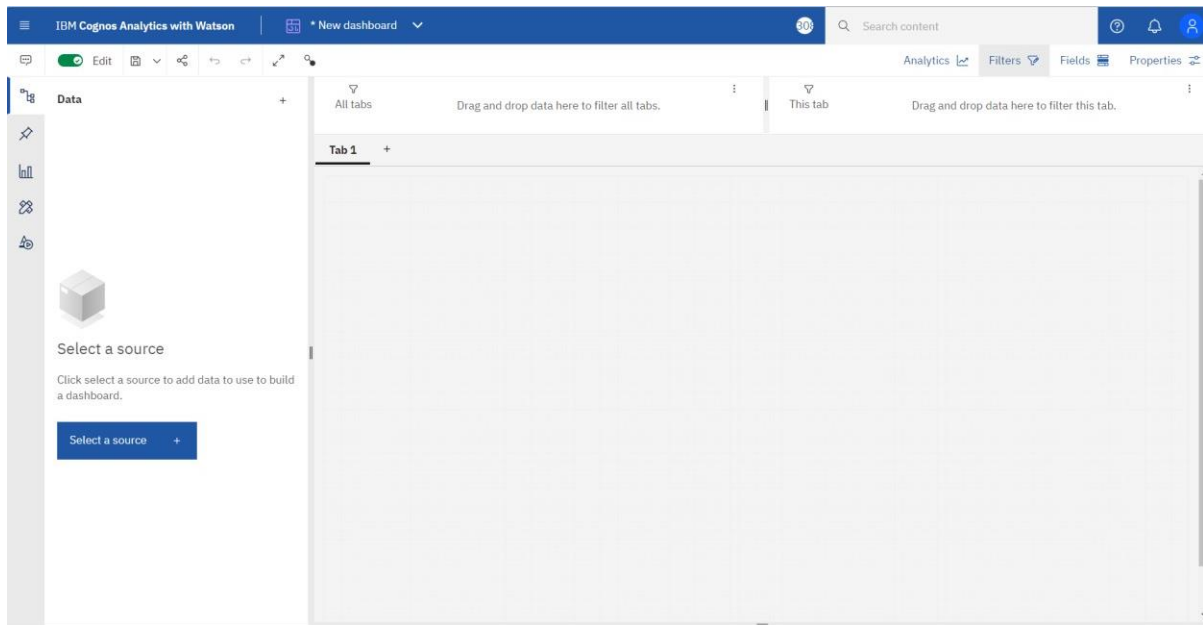 IBM Cognos Analytics with Watson
* New dashboard
308
Search content
Edit
Analytics
Filters
Fields
Properties
Data
All tabs
Drag and drop data here to filter all tabs.
This tab
Drag and drop data here to filter this tab.
Tab 1
Select a source
Click select a source to add data to use to build
a dashboard.
Select a source